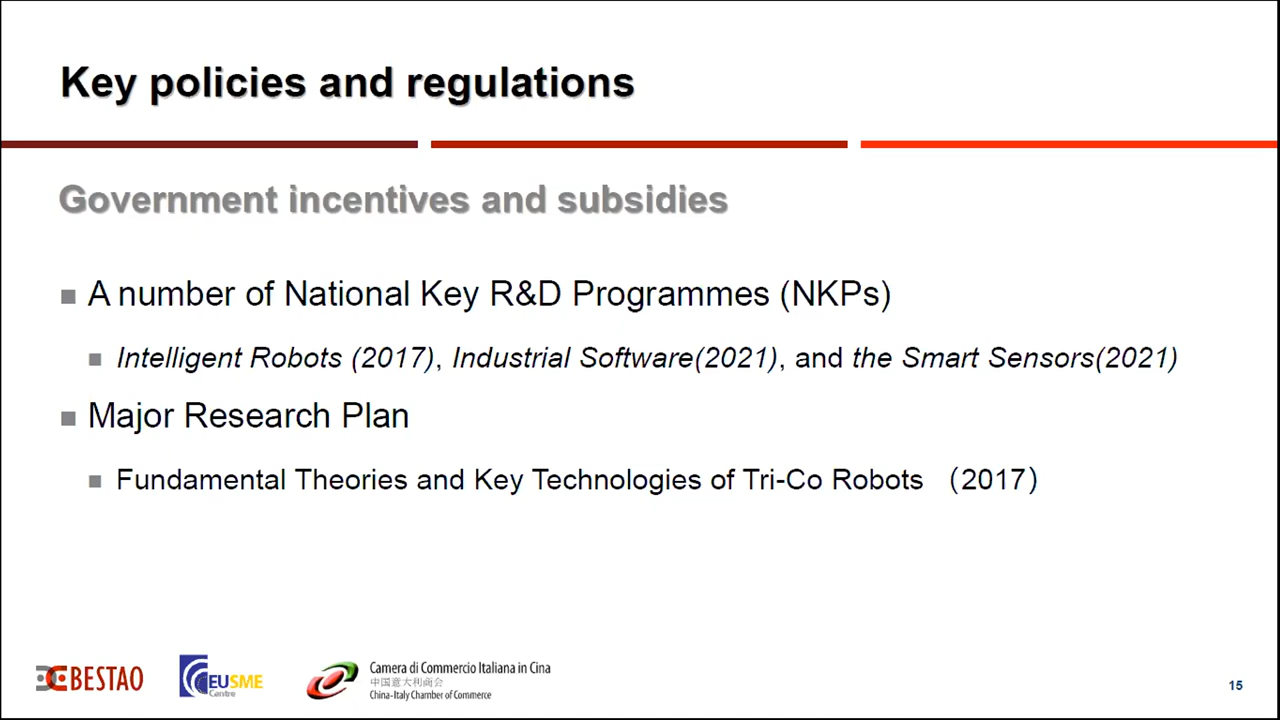 Key policies and regulations
Government incentives and subsidies
A number of National Key R&D Programmes (NKPs)
Intelligent Robots (2017), Industrial Software(2021), and the Smart Sensors(2021)
Major Research Plan
Fundamental Theories and Key Technologies of Tri-Co Robots （2017）
BESTAO
EUSME
Centre
Camera di Commercio Italiana in Cina
中国意大利商会
China-Italy Chamber of Commerce
15